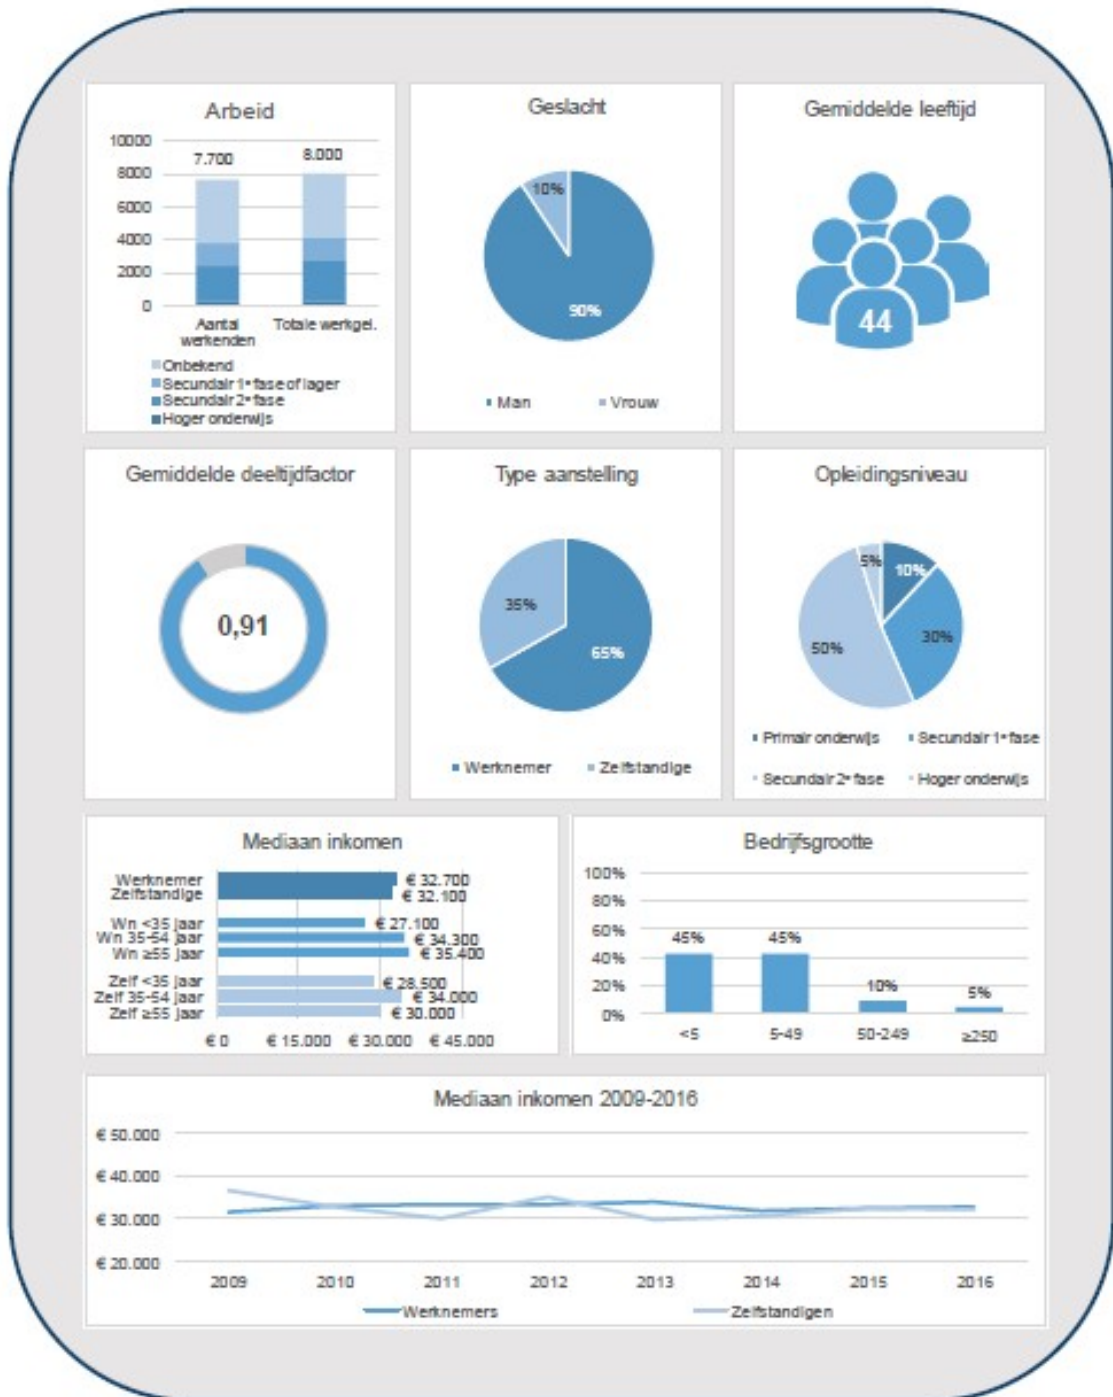 Arbeid
10000
8000
6000
4000
2000
0
7.700
8.000
Aantal werkenden
Totale werkgel.
Onbekend
Secundair 1e fase of lager
Secundair 2e fase
Hoger onderwijs
Geslacht
10%
90%
Man Vrouw
Gemiddelde leeftijd
44
Gemiddelde deeltijdfactor
0,91
Type aanstelling
35%
65%
Werknemer Zelfstandige
Opleidingsniveau
5%
10%
30%
50%
Primair onderwijs Secundair 1e fase
Secundair 2e fase Hoger onderwijs
Mediaan inkomen
Werknemer € 32.700
Zelfstandige € 32.100
Wn <35 jaar € 27.100
Wn 35-54 jaar € 34.300
Wn ≥55 jaar € 35.400
Zelf <35 jaar € 28.500
Zelf 35-54 jaar € 34.000
Zelf ≥55 jaar € 30.000
€ 0 € 15.000 € 30.000 € 45.000
Bedrijfsgrootte
100%
80%
60%
40%
20%
0%
45% 45% 10% 5%
<5 5-49 50-249 ≥250
Mediaan inkomen 2009-2016
€ 50.000
€ 40.000
€ 30.000
€ 20.000
2009 2010 2011 2012 2013 2014 2015 2016
Werknemers Zelfstandigen